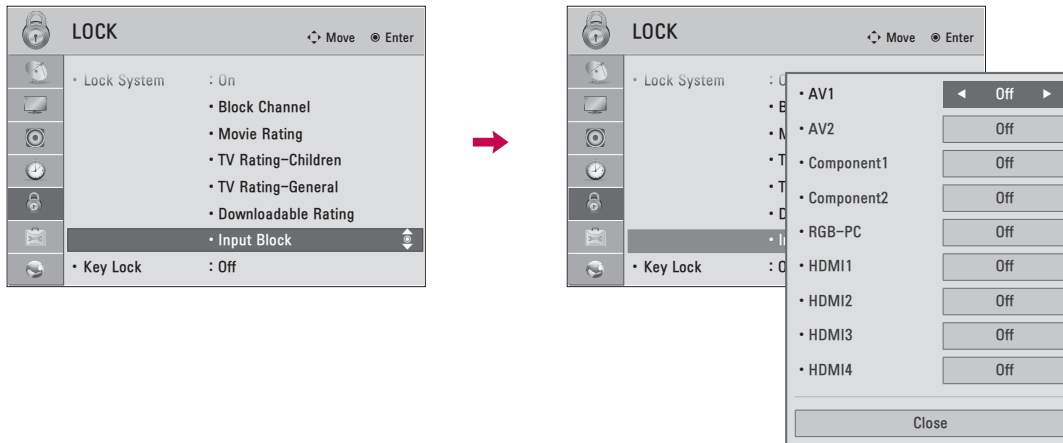 LOCK
Move
Enter
• Lock System : On
• Block Channel
• Movie Rating
• TV Rating-Children
• TV Rating-General
• Downloadable Rating
• Input Block
• Key Lock : Off
LOCK
Move
Enter
• Lock System :
• Key Lock :
• AV1 ◄ Off ►
• AV2 Off
• Component1 Off
• Component2 Off
• RGB-PC Off
• HDMI1 Off
• HDMI2 Off
• HDMI3 Off
• HDMI4 Off
Close